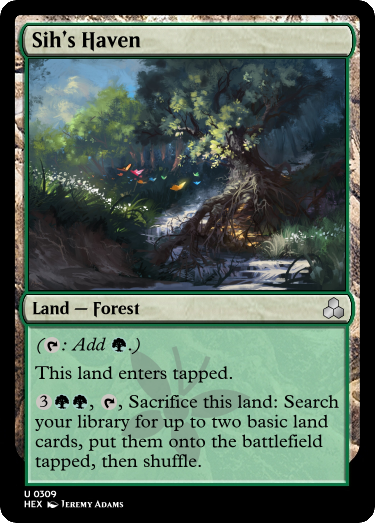 Sih's Haven
Land — Forest
(: Add .)
This land enters tapped.
3, , Sacrifice this land: Search
your library for up to two basic land
cards, put them onto the battlefield
tapped, then shuffle.
U 0309
HEX Jeremy Adams